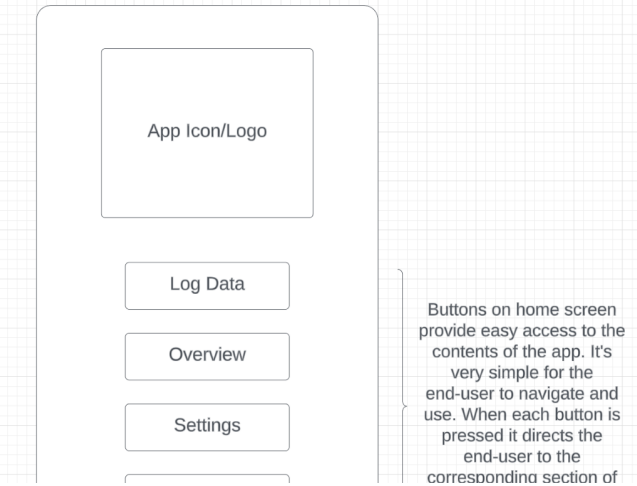 App Icon/Logo
Log Data
Overview
Settings
Buttons on home screen
provide easy access to the
contents of the app. It's
very simple for the
end-user to navigate and
use. When each button is
pressed it directs the
end-user to the
corresponding section of